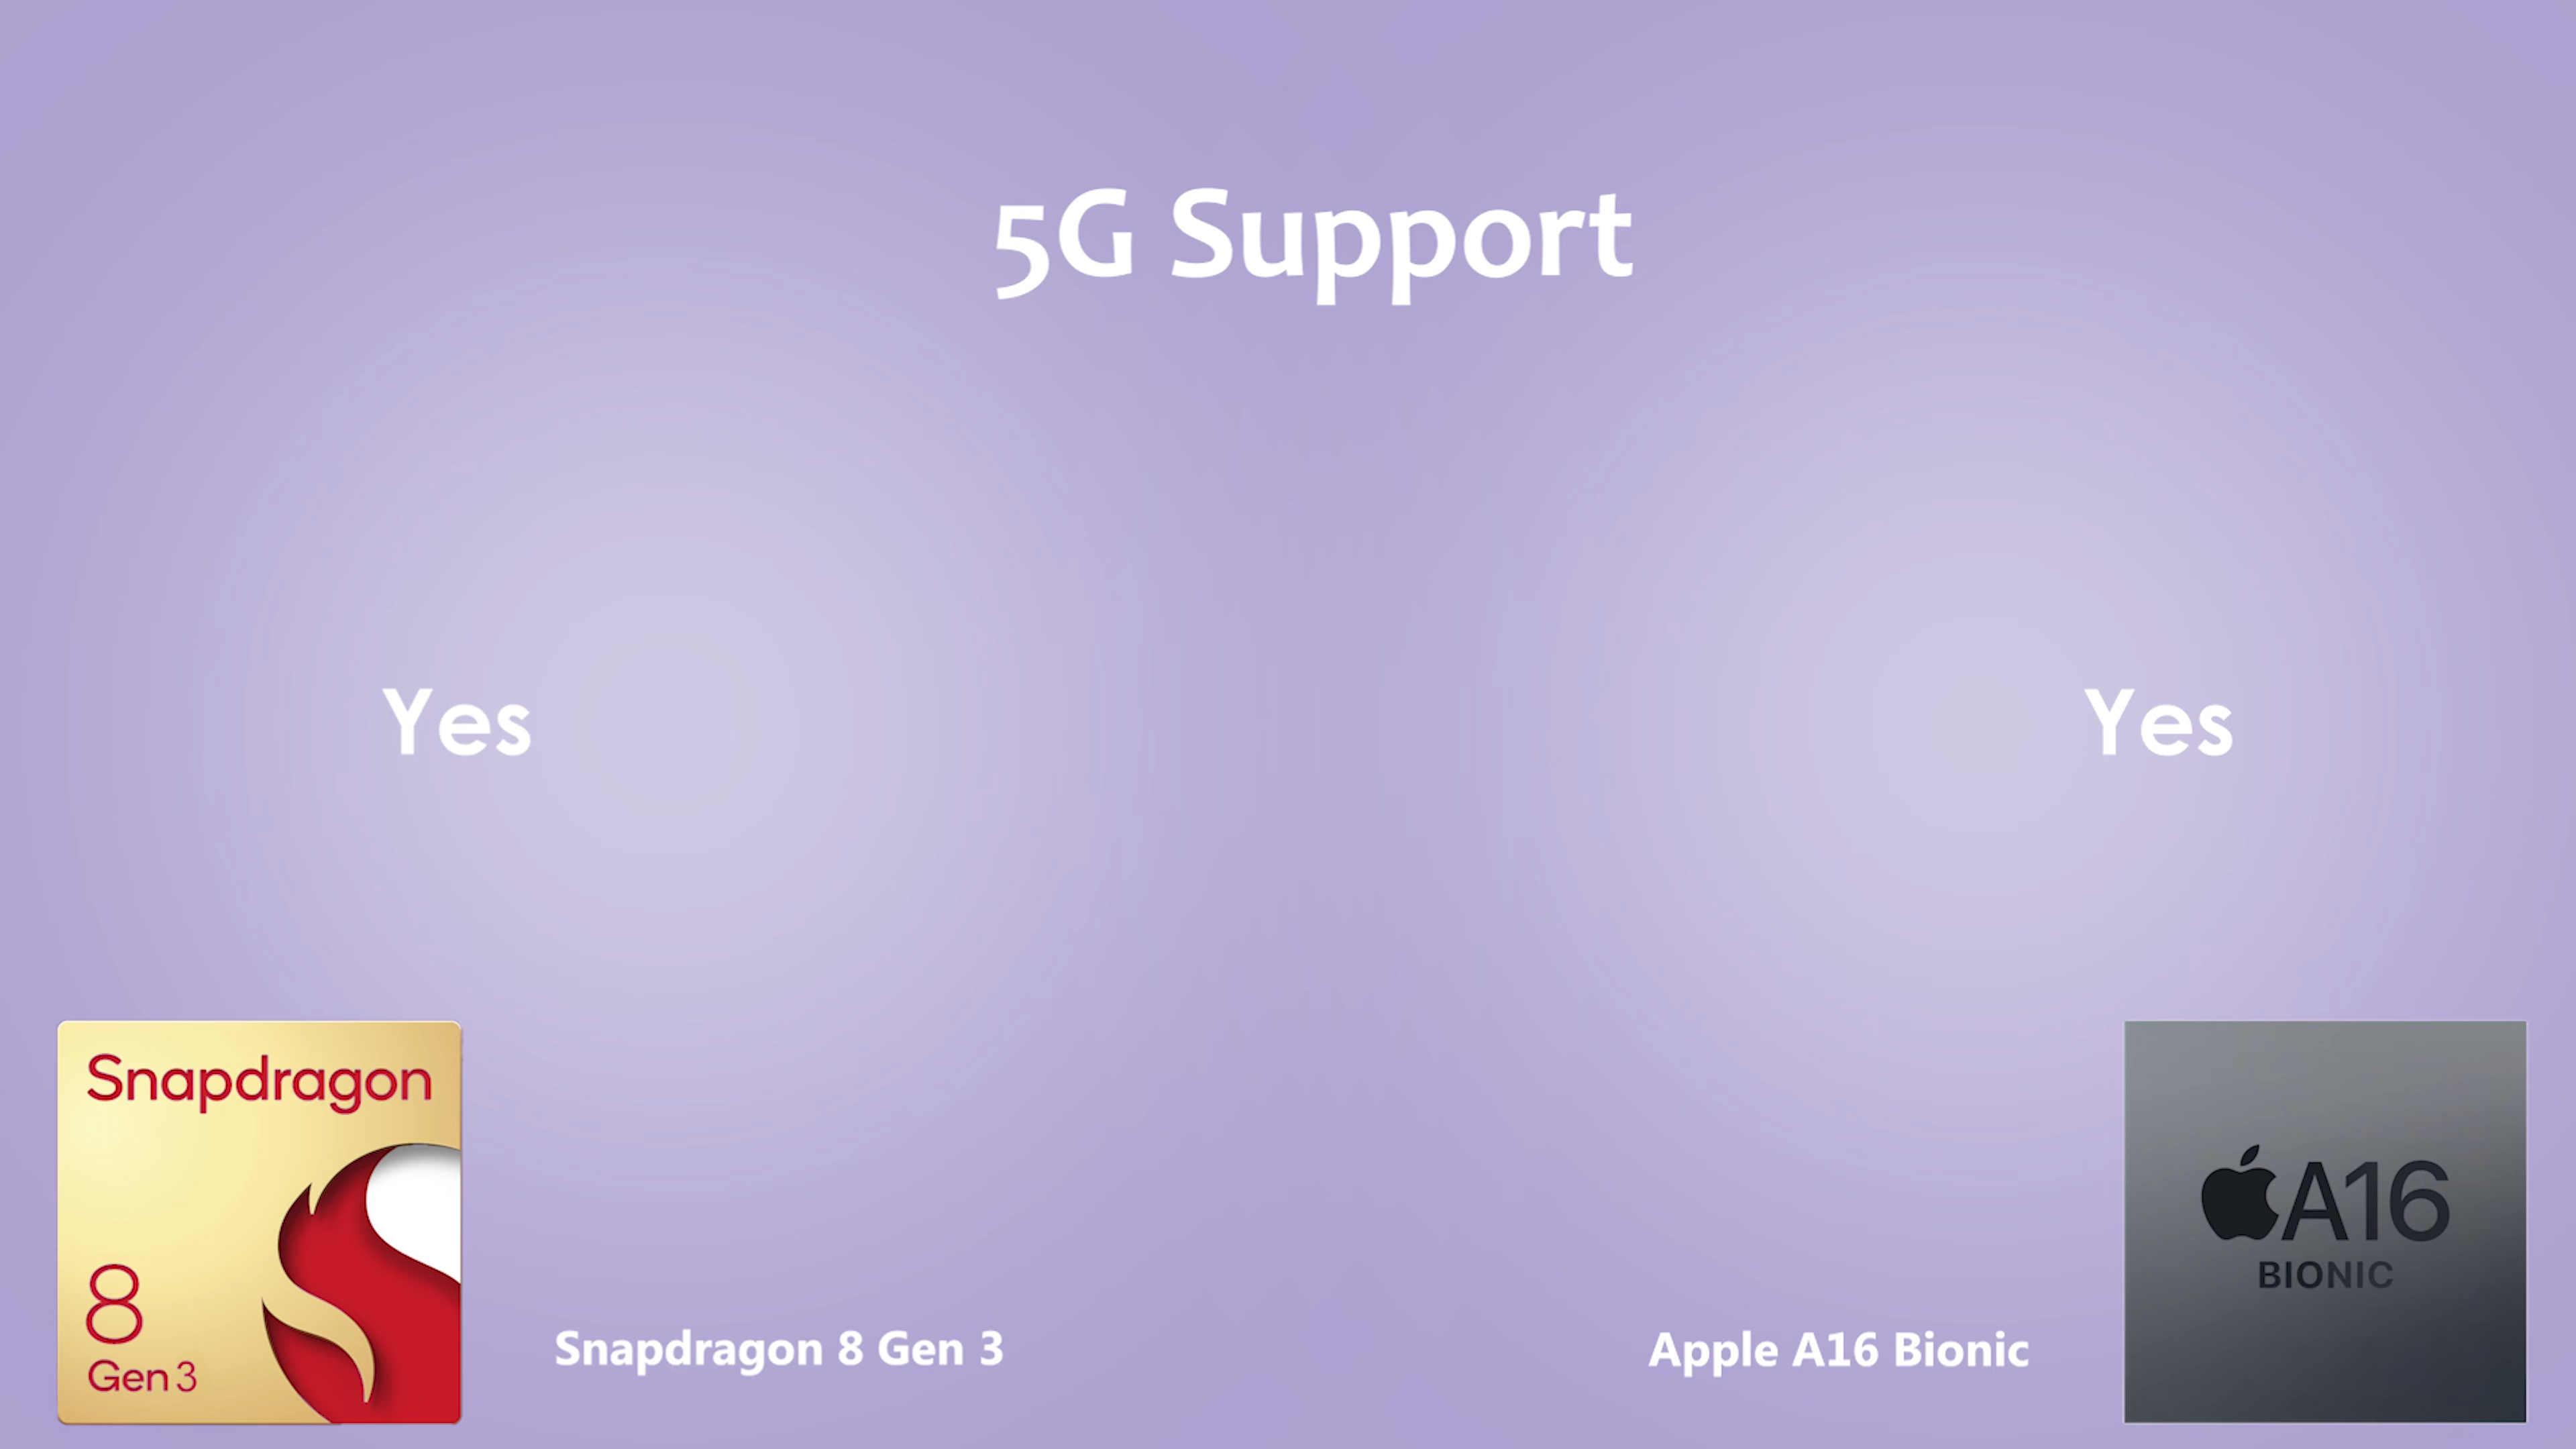 5G Support
Yes
Yes
Snapdragon
8
Gen 3
Snapdragon 8 Gen 3
Apple A16 Bionic
A16
BIONIC